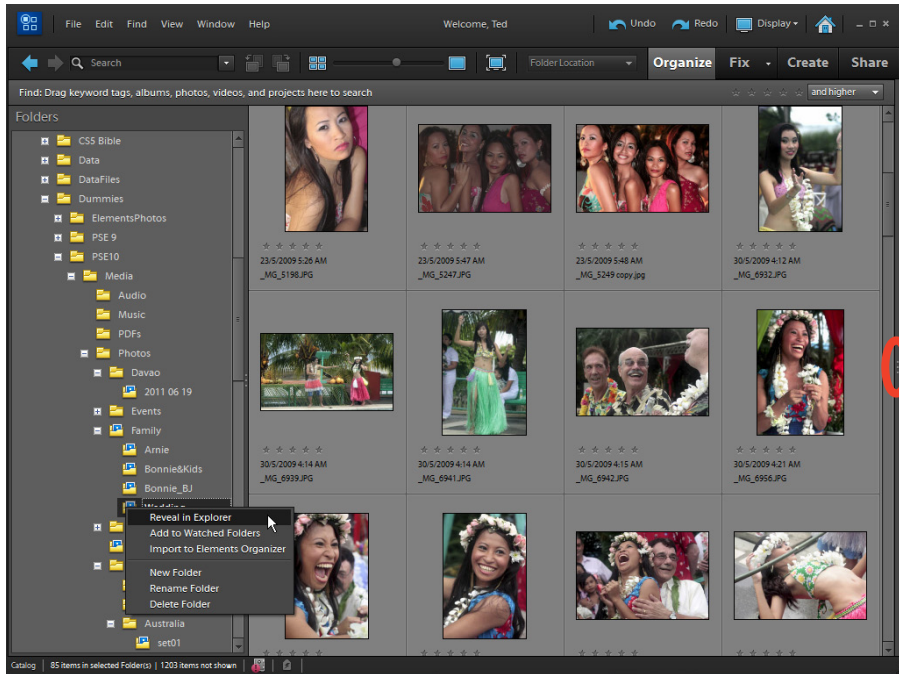 File Edit Find View Window Help Welcome, Ted Undo Redo Display
Search Folder Location Organize Fix Create Share
Find: Drag keyword tags, albums, photos, videos, and projects here to search and higher
Folders
CS5 Bible
Data
DataFiles
Dummies
ElementsPhotos
PSE 9
PSE10
Media
Audio
Music
PDFs
Photos
Davao
2011 06 19
Events
Family
Arnie
Bonnie&Kids
Bonnie_BJ
Wedding
Reveal in Explorer
Add to Watched Folders
Import to Elements Organizer
New Folder
Rename Folder
Delete Folder
Australia
set01
23/5/2009 5:26 AM 23/5/2009 5:47 AM 23/5/2009 5:48 AM 30/5/2009 4:12 AM
_MG_5198.JPG _MG_5247.JPG _MG_5249 copy.jpg _MG_6932.JPG
30/5/2009 4:14 AM 30/5/2009 4:14 AM 30/5/2009 4:15 AM 30/5/2009 4:21 AM
_MG_6939.JPG _MG_6941.JPG _MG_6942.JPG _MG_6956.JPG
Catalog 85 items in selected Folder(s) | 1203 items not shown